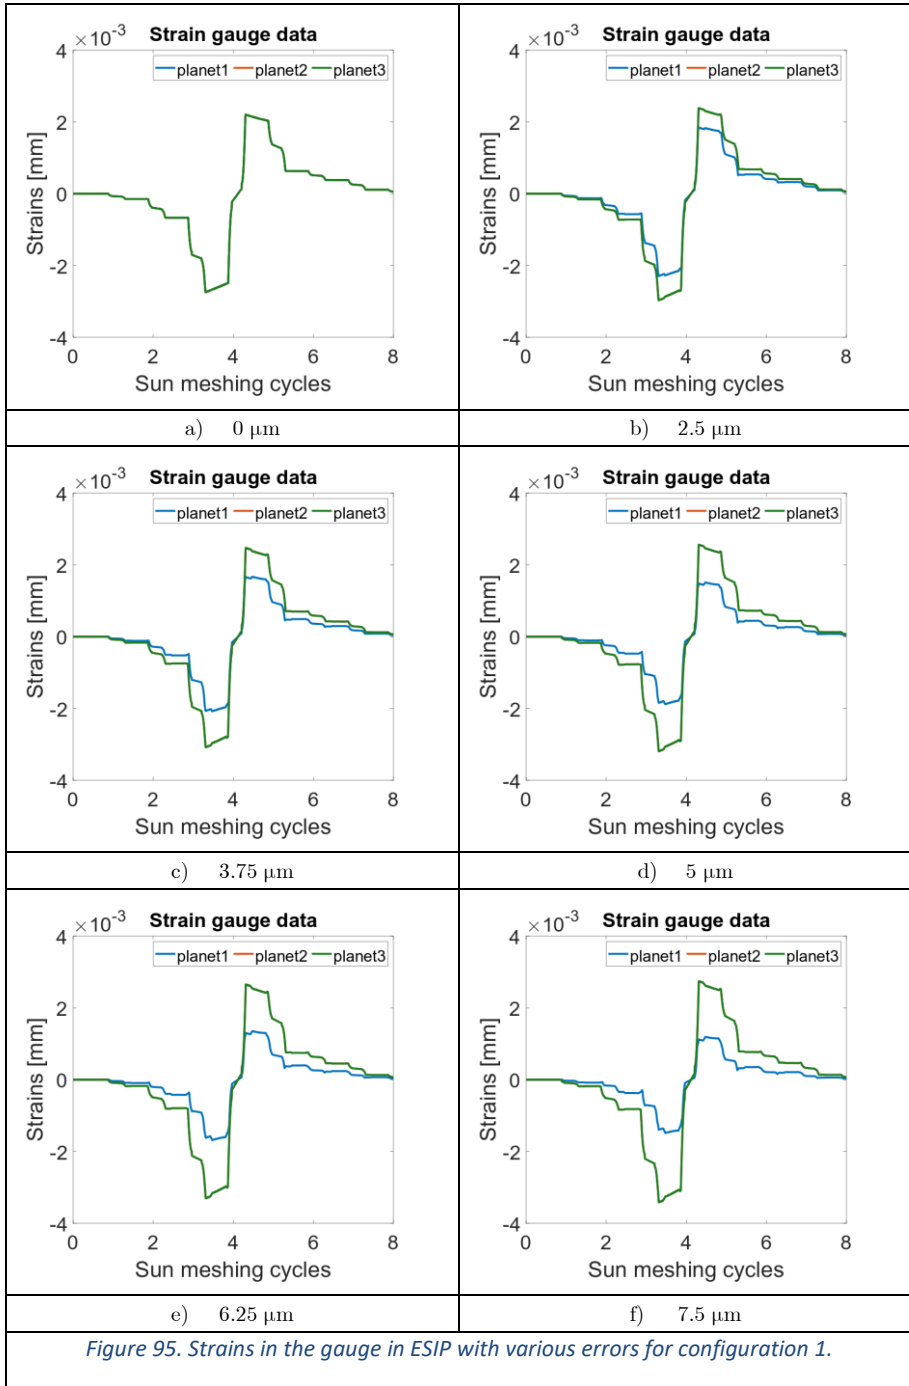 ×10-3
Strain gauge data
planet1 planet2 planet3
4
2
0
-2
-4
Strains [mm]
0 2 4 6 8
Sun meshing cycles
a) 0 μm
×10-3
Strain gauge data
planet1 planet2 planet3
4
2
0
-2
-4
Strains [mm]
0 2 4 6 8
Sun meshing cycles
b) 2.5 μm
×10-3
Strain gauge data
planet1 planet2 planet3
4
2
0
-2
-4
Strains [mm]
0 2 4 6 8
Sun meshing cycles
c) 3.75 μm
×10-3
Strain gauge data
planet1 planet2 planet3
4
2
0
-2
-4
Strains [mm]
0 2 4 6 8
Sun meshing cycles
d) 5 μm
×10-3
Strain gauge data
planet1 planet2 planet3
4
2
0
-2
-4
Strains [mm]
0 2 4 6 8
Sun meshing cycles
e) 6.25 μm
×10-3
Strain gauge data
planet1 planet2 planet3
4
2
0
-2
-4
Strains [mm]
0 2 4 6 8
Sun meshing cycles
f) 7.5 μm
Figure 95. Strains in the gauge in ESIP with various errors for configuration 1.